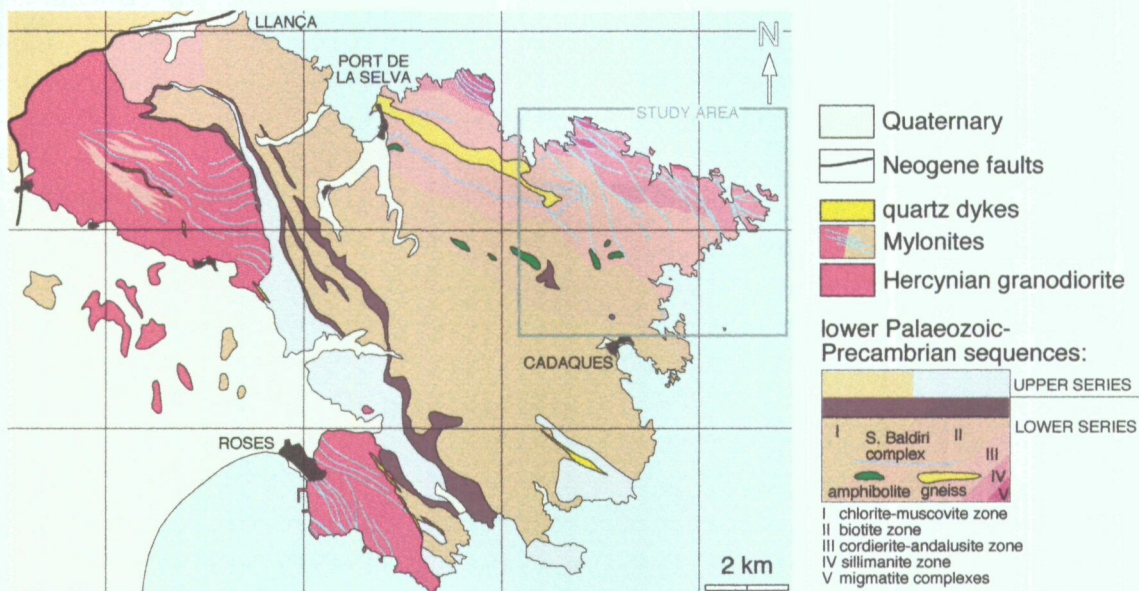 LLANÇA
PORT DE
LA SELVA
N
STUDY AREA
CADAQUES
ROSES
2 km
Quaternary
Neogene faults
quartz dykes
Mylonites
Hercynian granodiorite
lower Palaeozoic-
Precambrian sequences:
UPPER SERIES
LOWER SERIES
I S. Baldiri II
complex III
IV
amphibolite gneiss V
I chlorite-muscovite zone
II biotite zone
III cordierite-andalusite zone
IV sillimanite zone
V migmatite complexes